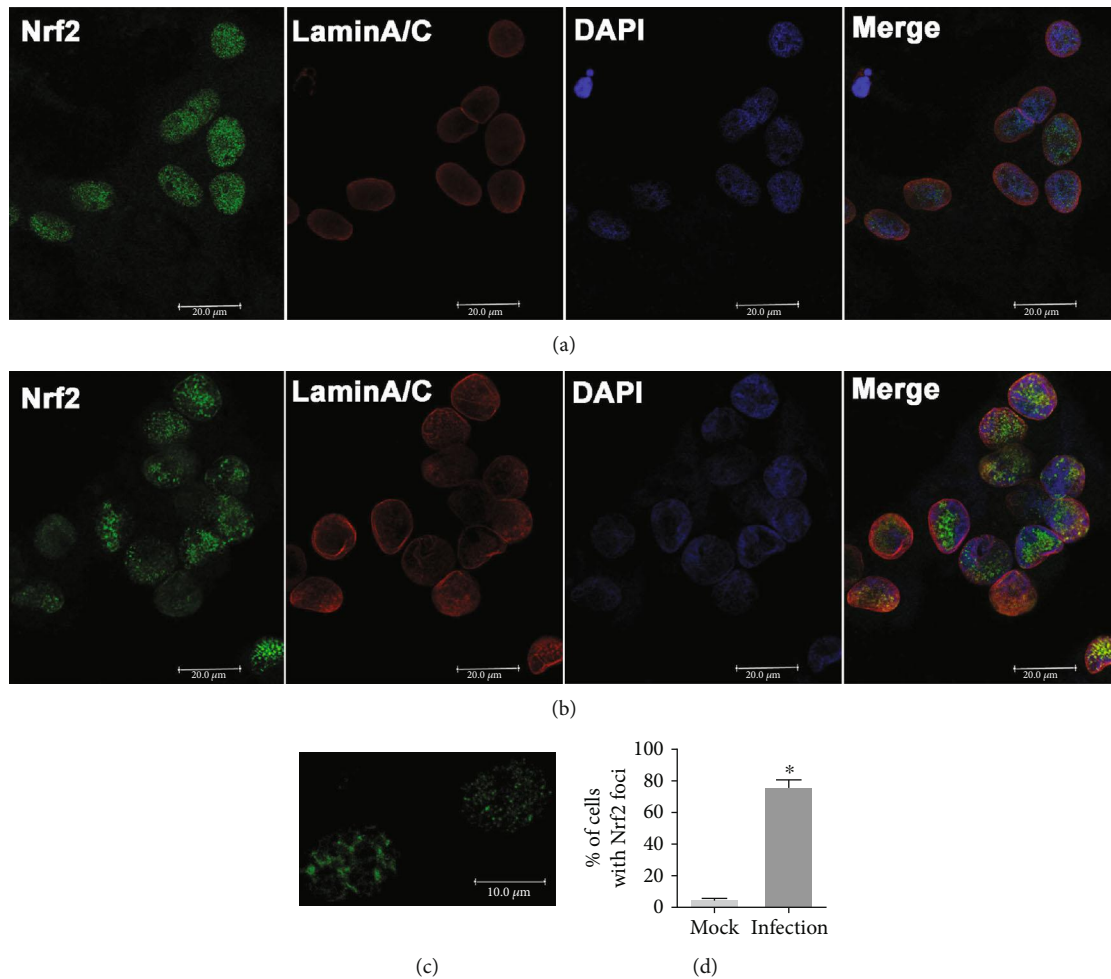 Nrf2 LaminA/C DAPI Merge
20.0 μm 20.0 μm 20.0 μm 20.0 μm
(a)
Nrf2 LaminA/C DAPI Merge
20.0 μm 20.0 μm 20.0 μm 20.0 μm
(b)
10.0 μm
(c)
% of cells
with Nrf2 foci
100
80
60
40
20
0
*
Mock Infection
(d)